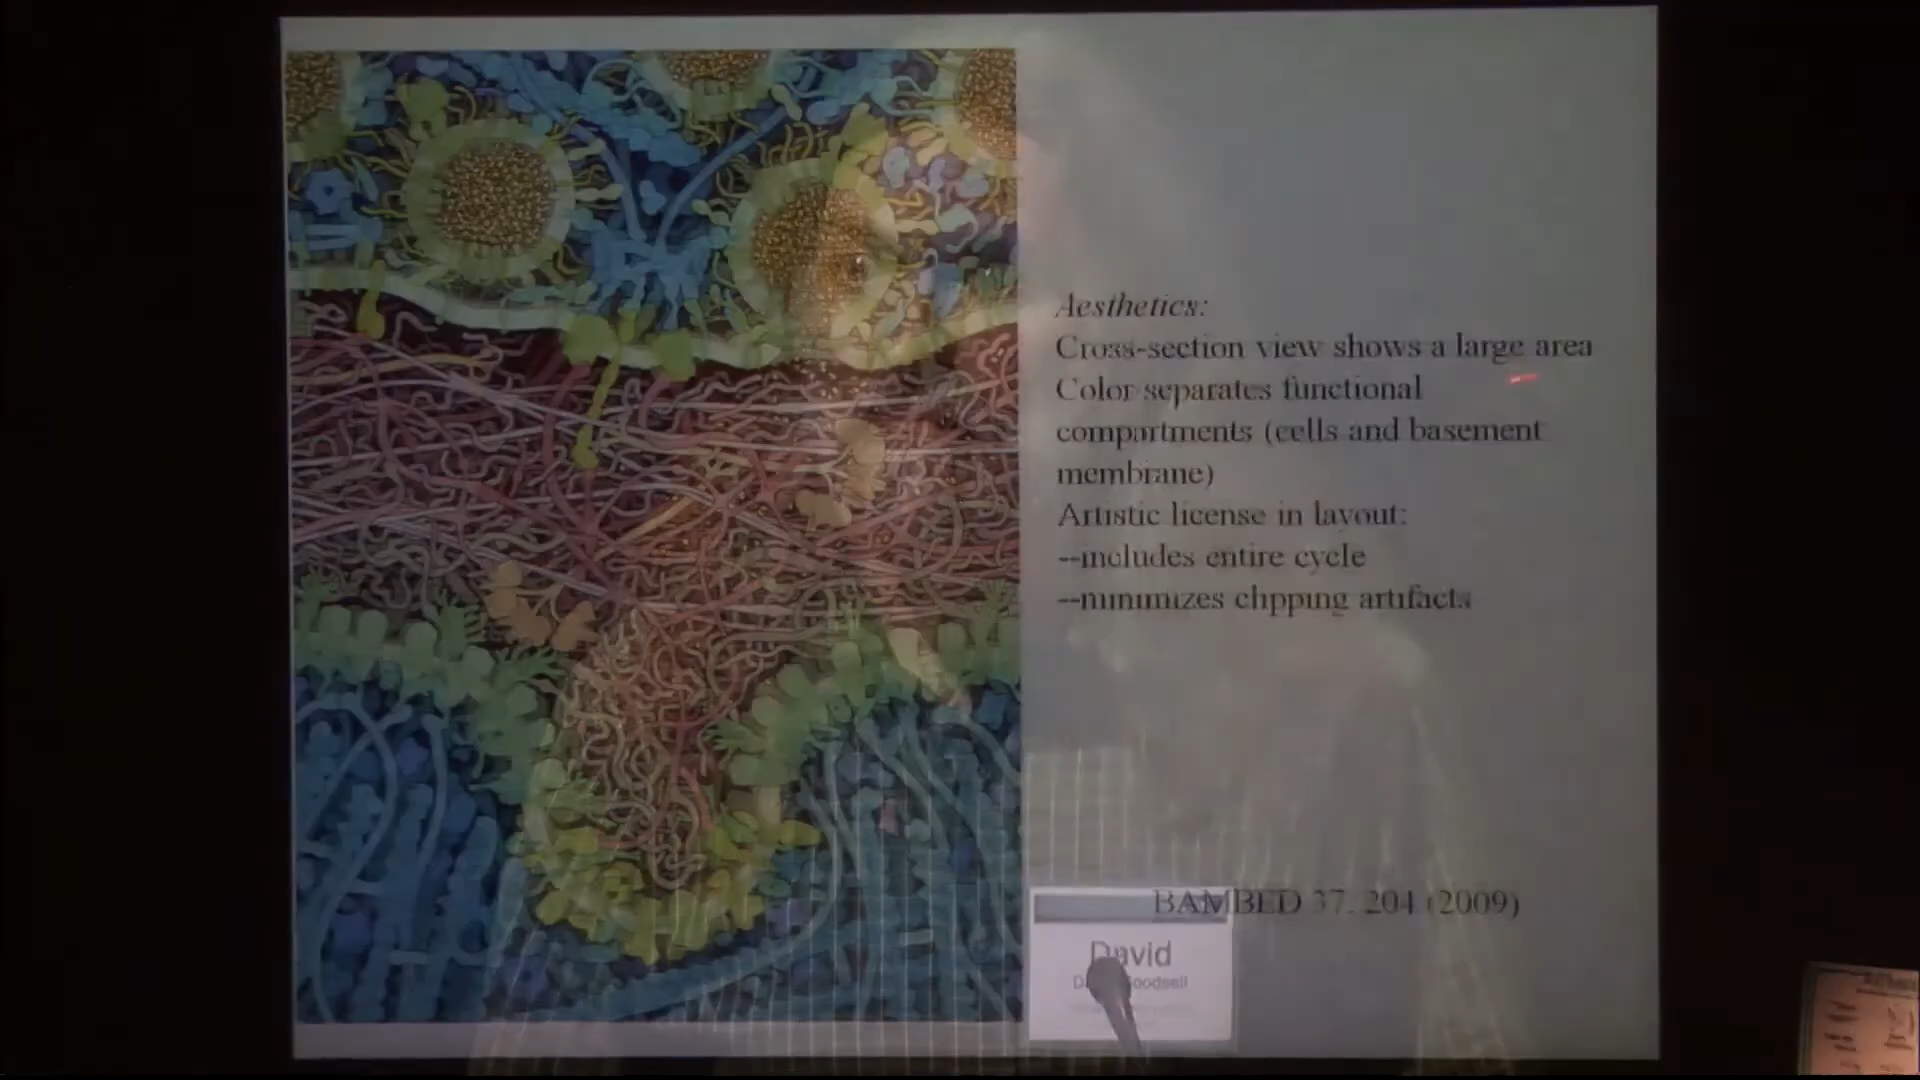 Aesthetics:
Cross-section view shows a large area
Color separates functional
compartments (cells and basement
membrane)
Artistic license in layout:
--includes entire cycle
--minimizes clipping artifacts
BAMBED 37, 204 (2009)
David
Goodsell